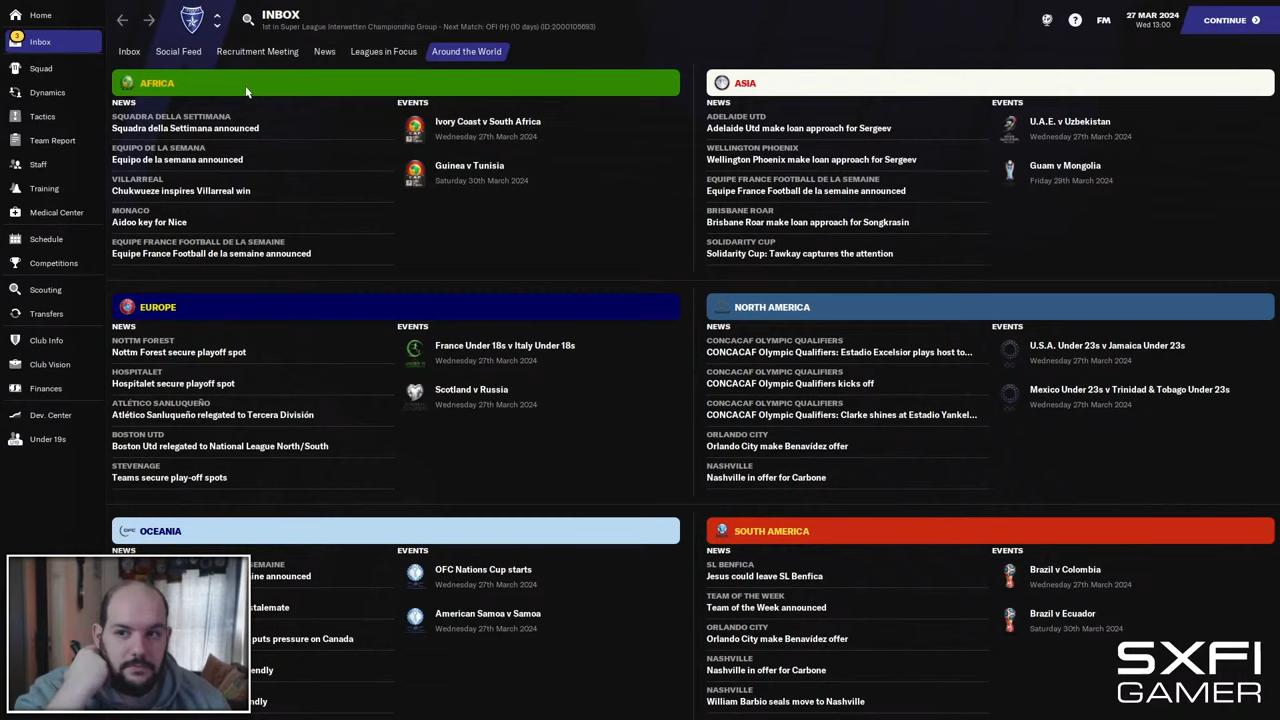 Home
3
Inbox
Squad
Dynamics
Tactics
Team Report
Staff
Training
Medical Center
Schedule
Competitions
Scouting
Transfers
Club Info
Club Vision
Finances
Dev. Center
Under 19s
INBOX
1st in Super League Interwetten Championship Group - Next Match: OFI (H) (10 days) (ID:2000105693)
?
FM
27 MAR 2024
Wed 13:00
CONTINUE
Inbox
Social Feed
Recruitment Meeting
News
Leagues in Focus
Around the World
AFRICA
NEWS
SQUADRA DELLA SETTIMANA
Squadra della Settimana announced
EQUIPO DE LA SEMANA
Equipo de la semana announced
VILLARREAL
Chukwueze inspires Villarreal win
MONACO
Aidoo key for Nice
EQUIPE FRANCE FOOTBALL DE LA SEMAINE
Equipe France Football de la semaine announced
EVENTS
Ivory Coast v South Africa
Wednesday 27th March 2024
Guinea v Tunisia
Saturday 30th March 2024
ASIA
NEWS
ADELAIDE UTD
Adelaide Utd make loan approach for Sergeev
WELLINGTON PHOENIX
Wellington Phoenix make loan approach for Sergeev
EQUIPE FRANCE FOOTBALL DE LA SEMAINE
Equipe France Football de la semaine announced
BRISBANE ROAR
Brisbane Roar make loan approach for Songkrasin
SOLIDARITY CUP
Solidarity Cup: Tawkay captures the attention
EVENTS
U.A.E. v Uzbekistan
Wednesday 27th March 2024
Guam v Mongolia
Friday 29th March 2024
EUROPE
NEWS
NOTTM FOREST
Nottm Forest secure playoff spot
HOSPITALET
Hospitalet secure playoff spot
ATLÉTICO SANLUQUEÑO
Atlético Sanluqueño relegated to Tercera División
BOSTON UTD
Boston Utd relegated to National League North/South
STEVENAGE
Teams secure play-off spots
EVENTS
France Under 18s v Italy Under 18s
Wednesday 27th March 2024
Scotland v Russia
Wednesday 27th March 2024
NORTH AMERICA
NEWS
CONCACAF OLYMPIC QUALIFIERS
CONCACAF Olympic Qualifiers: Estadio Excelsior plays host to...
CONCACAF OLYMPIC QUALIFIERS
CONCACAF Olympic Qualifiers kicks off
CONCACAF OLYMPIC QUALIFIERS
CONCACAF Olympic Qualifiers: Clarke shines at Estadio Yankel...
ORLANDO CITY
Orlando City make Benavídez offer
NASHVILLE
Nashville in offer for Carbone
EVENTS
U.S.A. Under 23s v Jamaica Under 23s
Wednesday 27th March 2024
Mexico Under 23s v Trinidad & Tobago Under 23s
Wednesday 27th March 2024
OFC
OCEANIA
NEWS
SEMAINE
ine announced
stalemate
puts pressure on Canada
endly
ndly
EVENTS
OFC Nations Cup starts
Wednesday 27th March 2024
American Samoa v Samoa
Wednesday 27th March 2024
SOUTH AMERICA
NEWS
SL BENFICA
Jesus could leave SL Benfica
TEAM OF THE WEEK
Team of the Week announced
ORLANDO CITY
Orlando City make Benavídez offer
NASHVILLE
Nashville in offer for Carbone
NASHVILLE
William Barbio seals move to Nashville
EVENTS
Brazil v Colombia
Wednesday 27th March 2024
Brazil v Ecuador
Saturday 30th March 2024
SXFI
GAMER